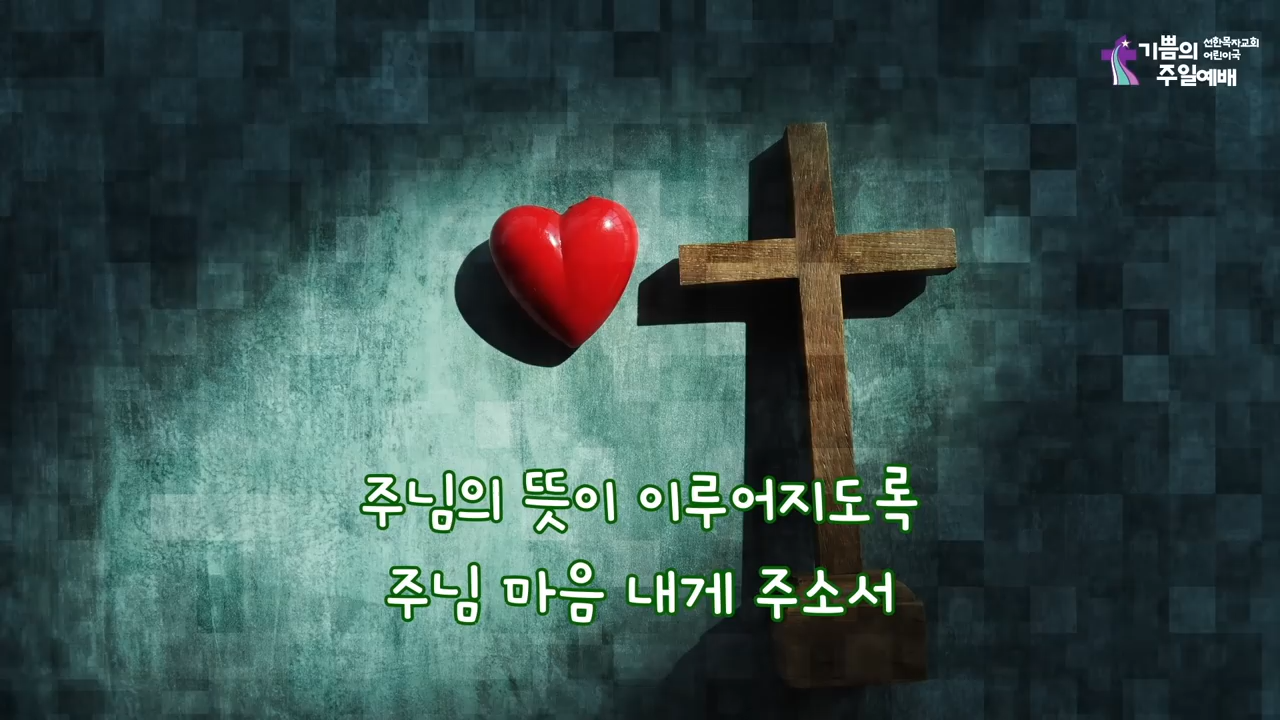 기쁨의 선한목자교회
어린이국
주일예배
주님의 뜻이 이루어지도록
주님 마음 내게 주소서